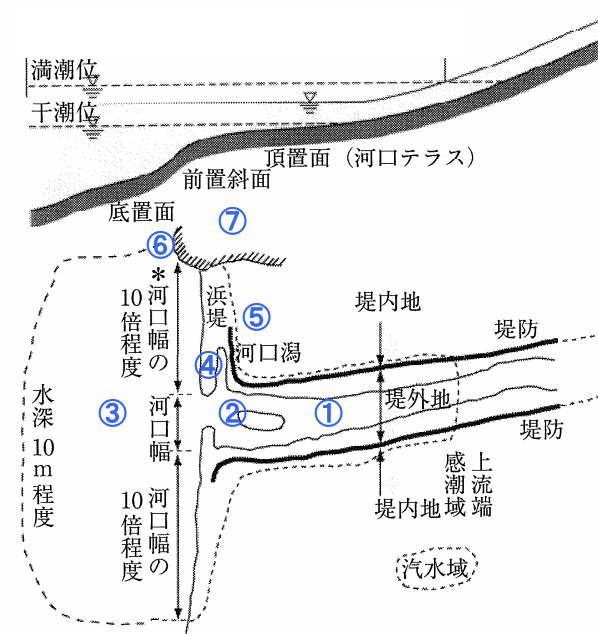 満潮位
干潮位
頂置面（河口テラス）
前置斜面
底置面
⑦
⑥
*河口幅の
10倍程度
浜堤
⑤
堤内地
堤防
河口潟
④
水深10m程度
③
河口幅
②
①
堤外地
堤防
上流端
感潮域
河口幅の
10倍程度
堤内地
汽水域